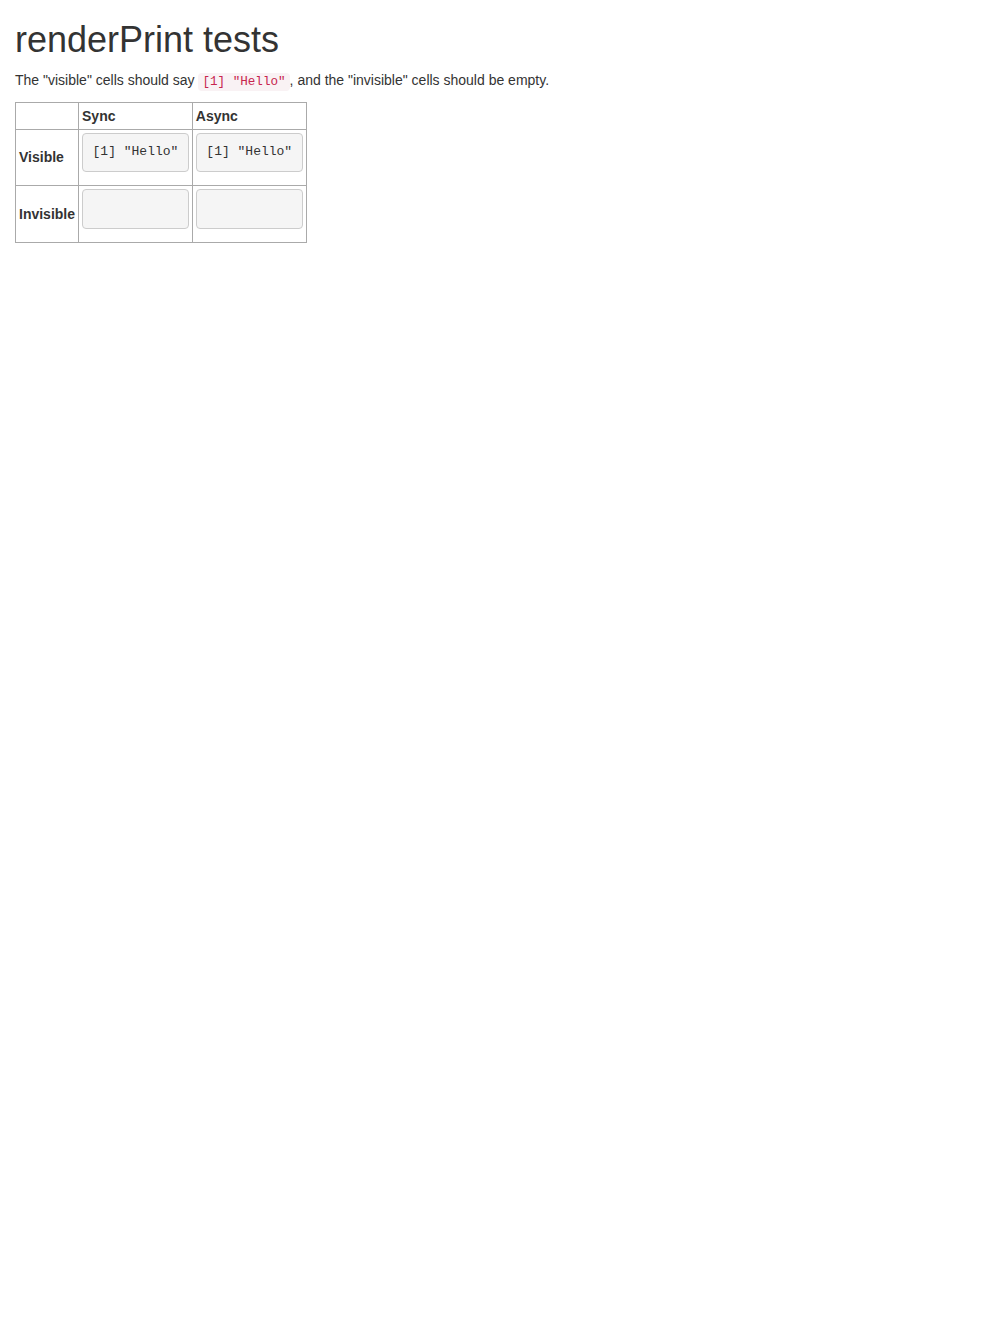 renderPrint tests
The "visible" cells should say [1] "Hello", and the "invisible" cells should be empty.
Sync Async
Visible [1] "Hello" [1] "Hello"
Invisible